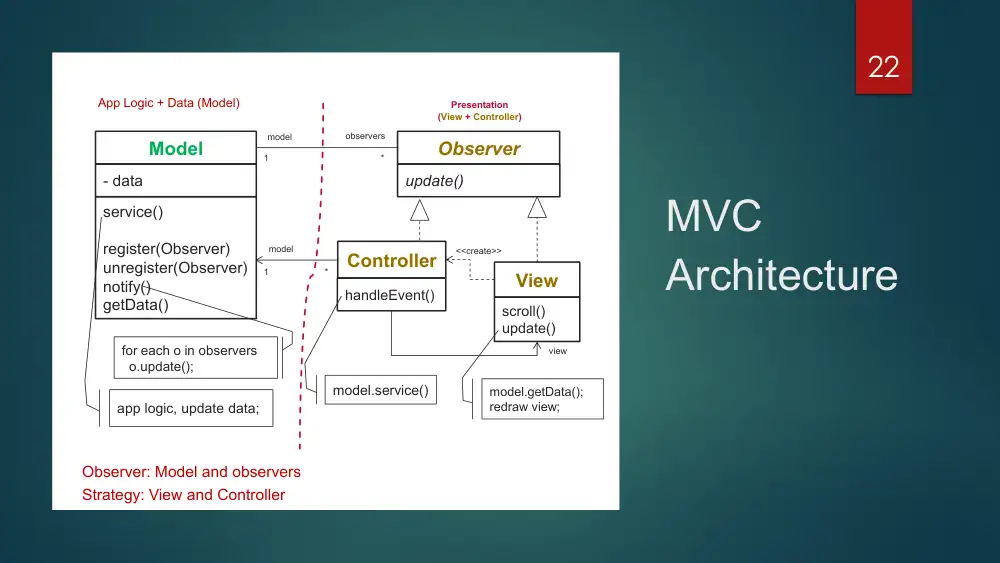 22
MVC
Architecture
App Logic + Data (Model)
Presentation
(View + Controller)
Model
- data
service()
register(Observer)
unregister(Observer)
notify()
getData()
model
1
observers
*
Observer
update()
model
1
*
Controller
handleEvent()
<<create>>
View
scroll()
update()
view
for each o in observers
o.update();
app logic, update data;
model.service()
model.getData();
redraw view;
Observer: Model and observers
Strategy: View and Controller